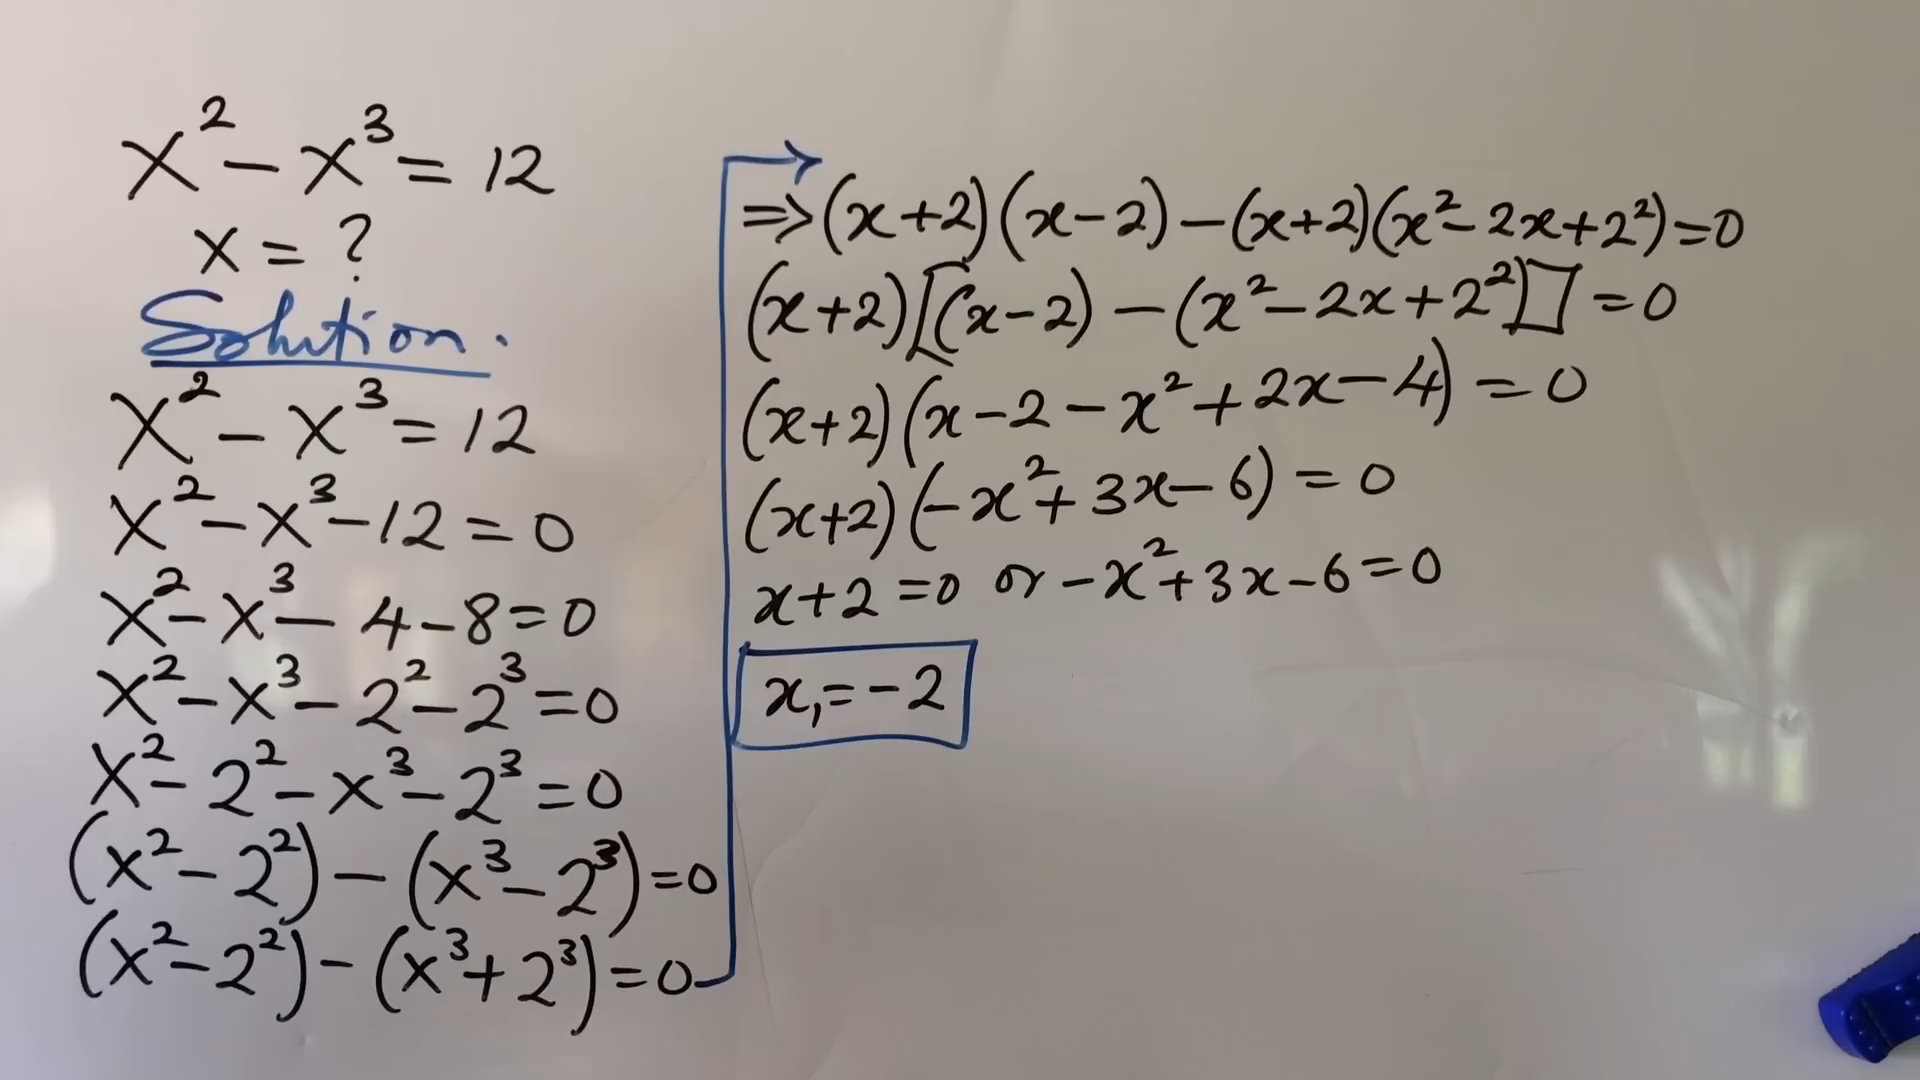 x² - x³ = 12
x = ?
Solution.
x² - x³ = 12
x² - x³ - 12 = 0
x² - x³ - 4 - 8 = 0
x² - x³ - 2² - 2³ = 0
x² - 2² - x³ - 2³ = 0
(x² - 2²) - (x³ - 2³) = 0
(x² - 2²) - (x³ + 2³) = 0
=> (x+2)(x-2) - (x+2)(x² - 2x + 2²) = 0
(x+2)[(x-2) - (x² - 2x + 2²)] = 0
(x+2)(x - 2 - x² + 2x - 4) = 0
(x+2)(-x² + 3x - 6) = 0
x + 2 = 0 or -x² + 3x - 6 = 0
x₁ = -2